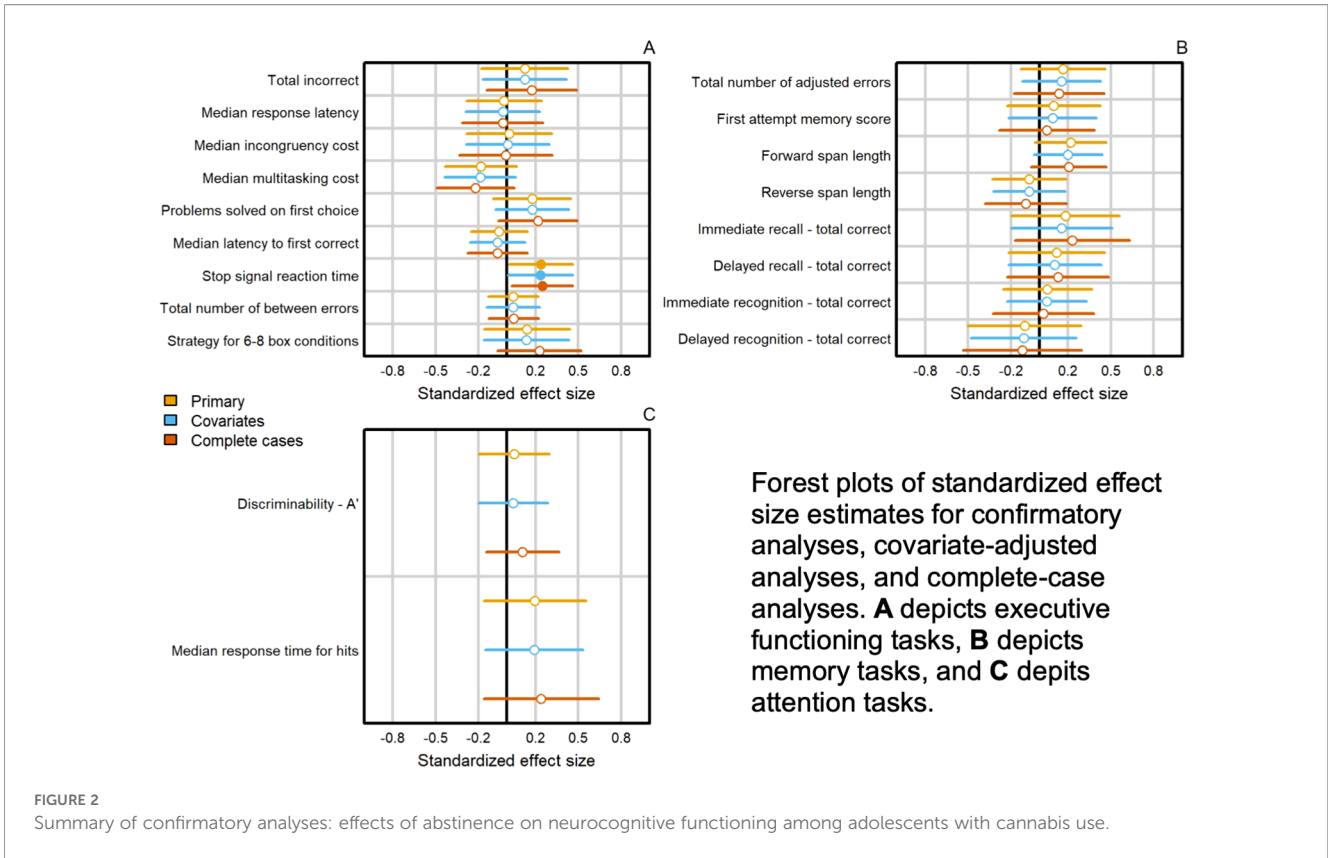 A
Total incorrect
Median response latency
Median incongruency cost
Median multitasking cost
Problems solved on first choice
Median latency to first correct
Stop signal reaction time
Total number of between errors
Strategy for 6-8 box conditions
-0.8 -0.5 -0.2 0.2 0.5 0.8
Standardized effect size
B
Total number of adjusted errors
First attempt memory score
Forward span length
Reverse span length
Immediate recall - total correct
Delayed recall - total correct
Immediate recognition - total correct
Delayed recognition - total correct
-0.8 -0.5 -0.2 0.2 0.5 0.8
Standardized effect size
Primary
Covariates
Complete cases
C
Discriminability - A'
Median response time for hits
-0.8 -0.5 -0.2 0.2 0.5 0.8
Standardized effect size
Forest plots of standardized effect
size estimates for confirmatory
analyses, covariate-adjusted
analyses, and complete-case
analyses. A depicts executive
functioning tasks, B depicts
memory tasks, and C depits
attention tasks.
FIGURE 2
Summary of confirmatory analyses: effects of abstinence on neurocognitive functioning among adolescents with cannabis use.